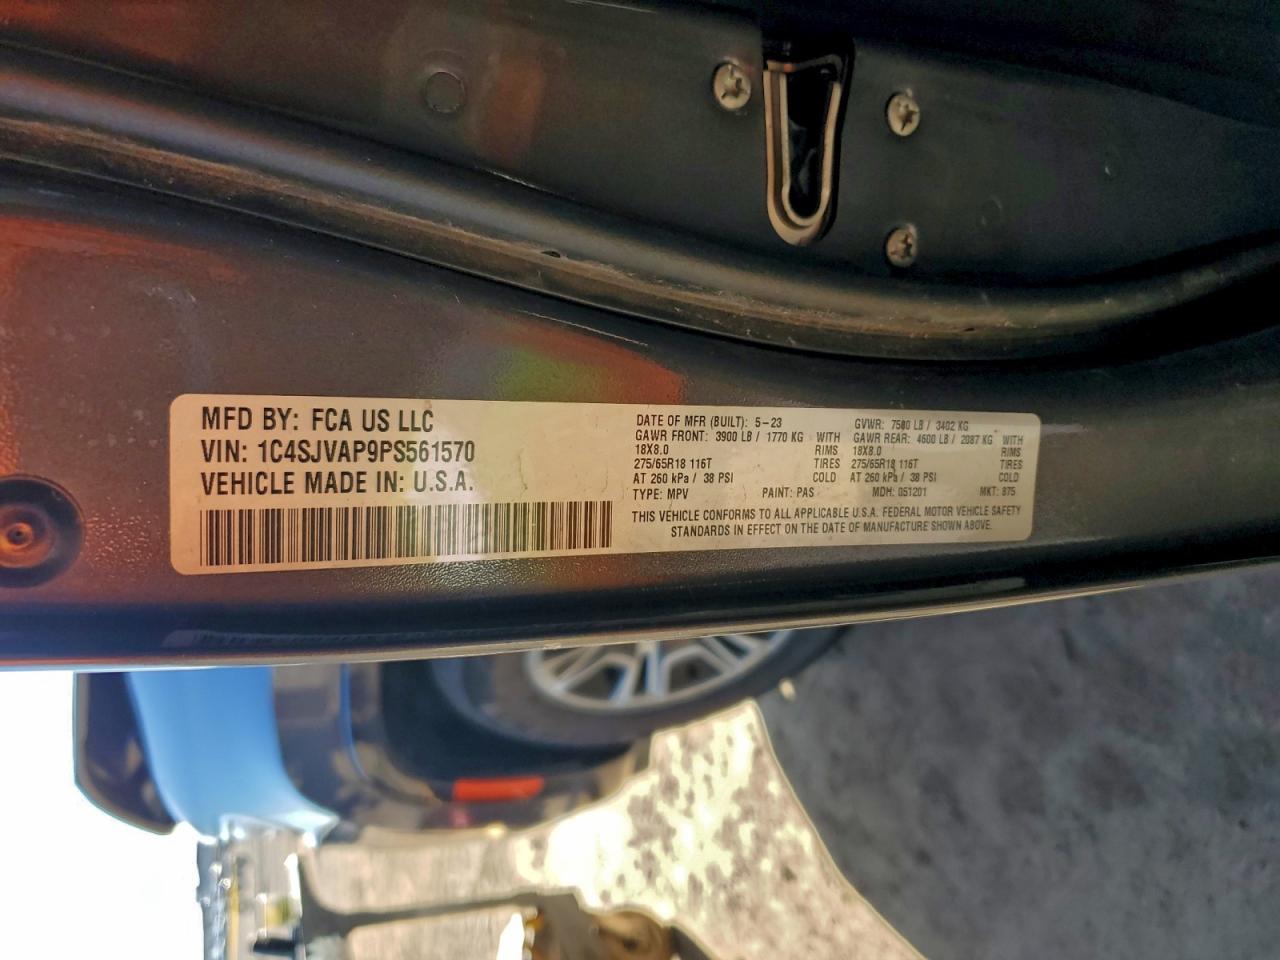 MFD BY: FCA US LLC
VIN: 1C4SJVAP9PS561570
VEHICLE MADE IN: U.S.A.
DATE OF MFR (BUILT): 5-23
GAWR FRONT: 3900 LB / 1770 KG WITH
18X8.0 RIMS
275/65R18 116T TIRES
AT 260 kPa / 38 PSI COLD
TYPE: MPV PAINT: PAS
GVWR: 7500 LB / 3402 KG
GAWR REAR: 4600 LB / 2087 KG WITH
18X8.0 RIMS
275/65R18 116T TIRES
AT 260 kPa / 38 PSI COLD
MDH: 051201 MKT: 875
THIS VEHICLE CONFORMS TO ALL APPLICABLE U.S.A. FEDERAL MOTOR VEHICLE SAFETY
STANDARDS IN EFFECT ON THE DATE OF MANUFACTURE SHOWN ABOVE.